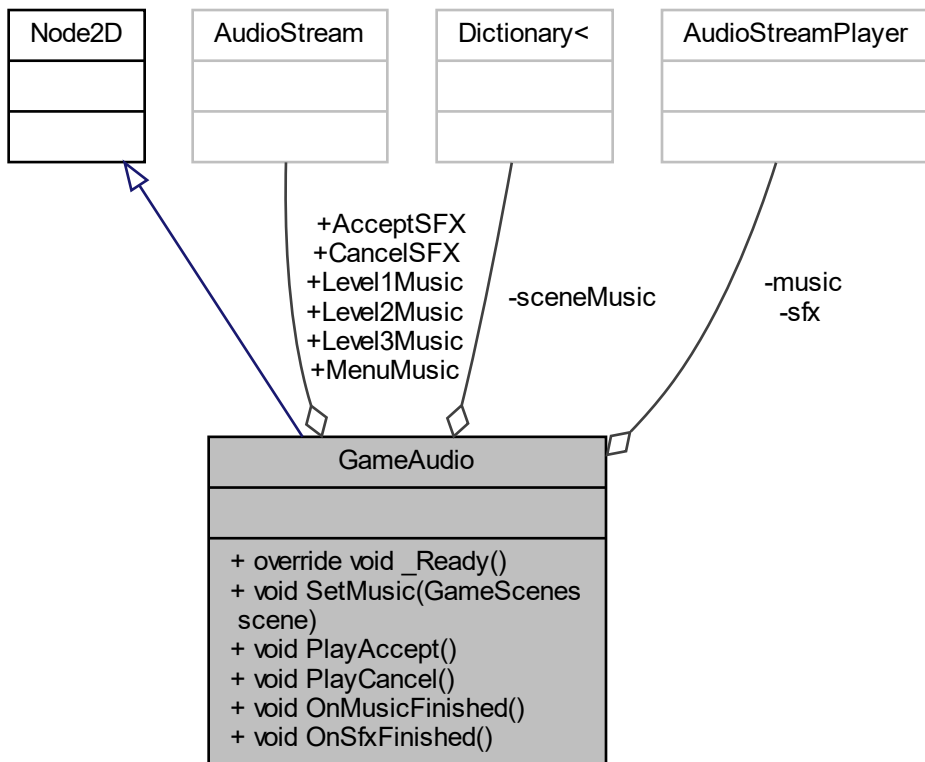 Node2D
AudioStream
Dictionary<
AudioStreamPlayer
+AcceptSFX
+CancelSFX
+Level1Music
+Level2Music
+Level3Music
+MenuMusic
-sceneMusic
-music
-sfx
GameAudio
+ override void _Ready()
+ void SetMusic(GameScenes
scene)
+ void PlayAccept()
+ void PlayCancel()
+ void OnMusicFinished()
+ void OnSfxFinished()